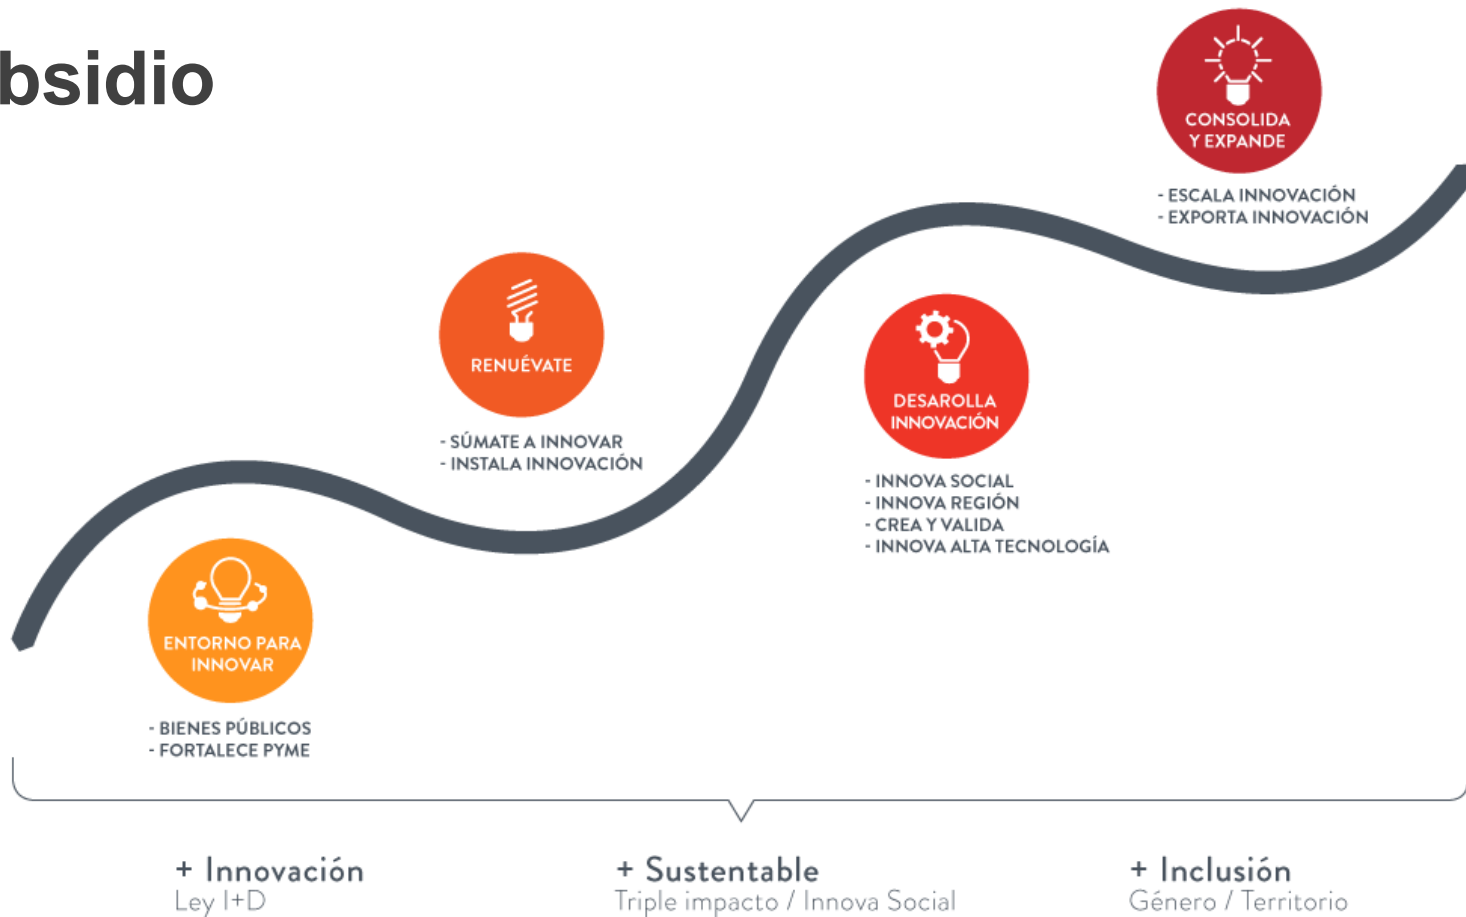 bsidio
CONSOLIDA
Y EXPANDE
- ESCALA INNOVACIÓN
- EXPORTA INNOVACIÓN
RENUÉVATE
- SÚMATE A INNOVAR
- INSTALA INNOVACIÓN
DESAROLLA
INNOVACIÓN
- INNOVA SOCIAL
- INNOVA REGIÓN
- CREA Y VALIDA
- INNOVA ALTA TECNOLOGÍA
ENTORNO PARA
INNOVAR
- BIENES PÚBLICOS
- FORTALECE PYME
+ Innovación
Ley I+D
+ Sustentable
Triple impacto / Innova Social
+ Inclusión
Género / Territorio